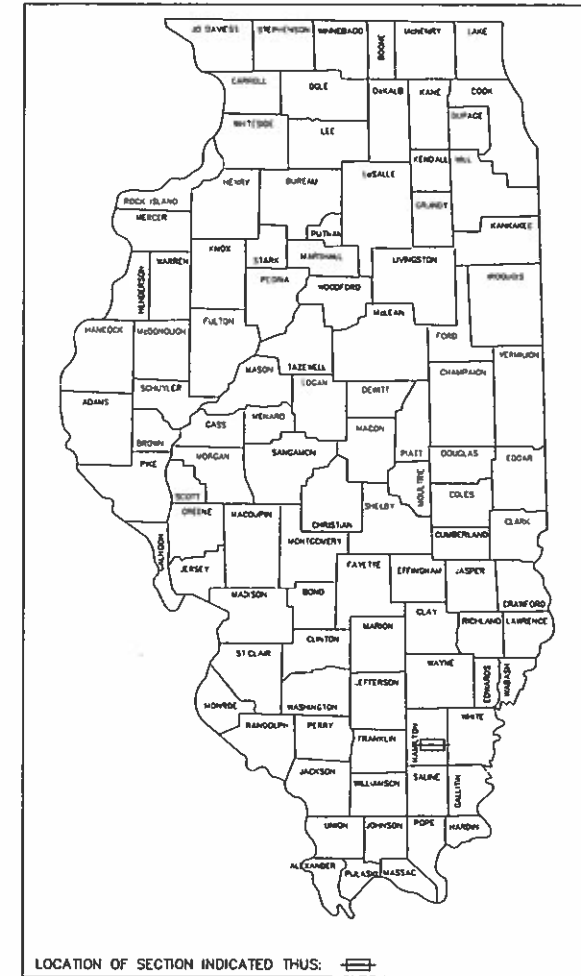 JO DAVIESS STEPHENSON WINNEBAGO BOONE McHENRY LAKE
CARROLL OGLE DeKALB KANE COOK
DUPAGE
WHITESIDE LEE
KENDALL WILL
HENRY BUREAU LaSALLE
ROCK ISLAND GRUNDY
MERCER
PUTNAM KANKAKEE
HENDERSON WARREN KNOX STARK MARSHALL LIVINGSTON
PEORIA WOODFORD IROQUOIS
McLEAN
HANCOCK McDONOUGH FULTON FORD
TAZEWELL VERMILION
MASON CHAMPAIGN
SCHUYLER LOGAN DEWITT
ADAMS
CASS MENARD MACON
BROWN PIATT DOUGLAS EDGAR
PIKE MORGAN SANGAMON MOULTRIE
COLES
SCOTT SHELBY
GREENE MACOUPIN CHRISTIAN CLARK
CUMBERLAND
MONTGOMERY
CALHOUN JERSEY FAYETTE EFFINGHAM JASPER
MADISON BOND CRAWFORD
CLAY
MARION RICHLAND LAWRENCE
CLINTON
ST CLAIR WAYNE
EDWARDS WABASH
JEFFERSON
MONROE WASHINGTON
RANDOLPH PERRY WHITE
FRANKLIN HAMILTON
JACKSON SALINE
WILLIAMSON GALLITIN
UNION JOHNSON POPE HARDIN
ALEXANDER
PULASKI MASSAC
LOCATION OF SECTION INDICATED THUS: